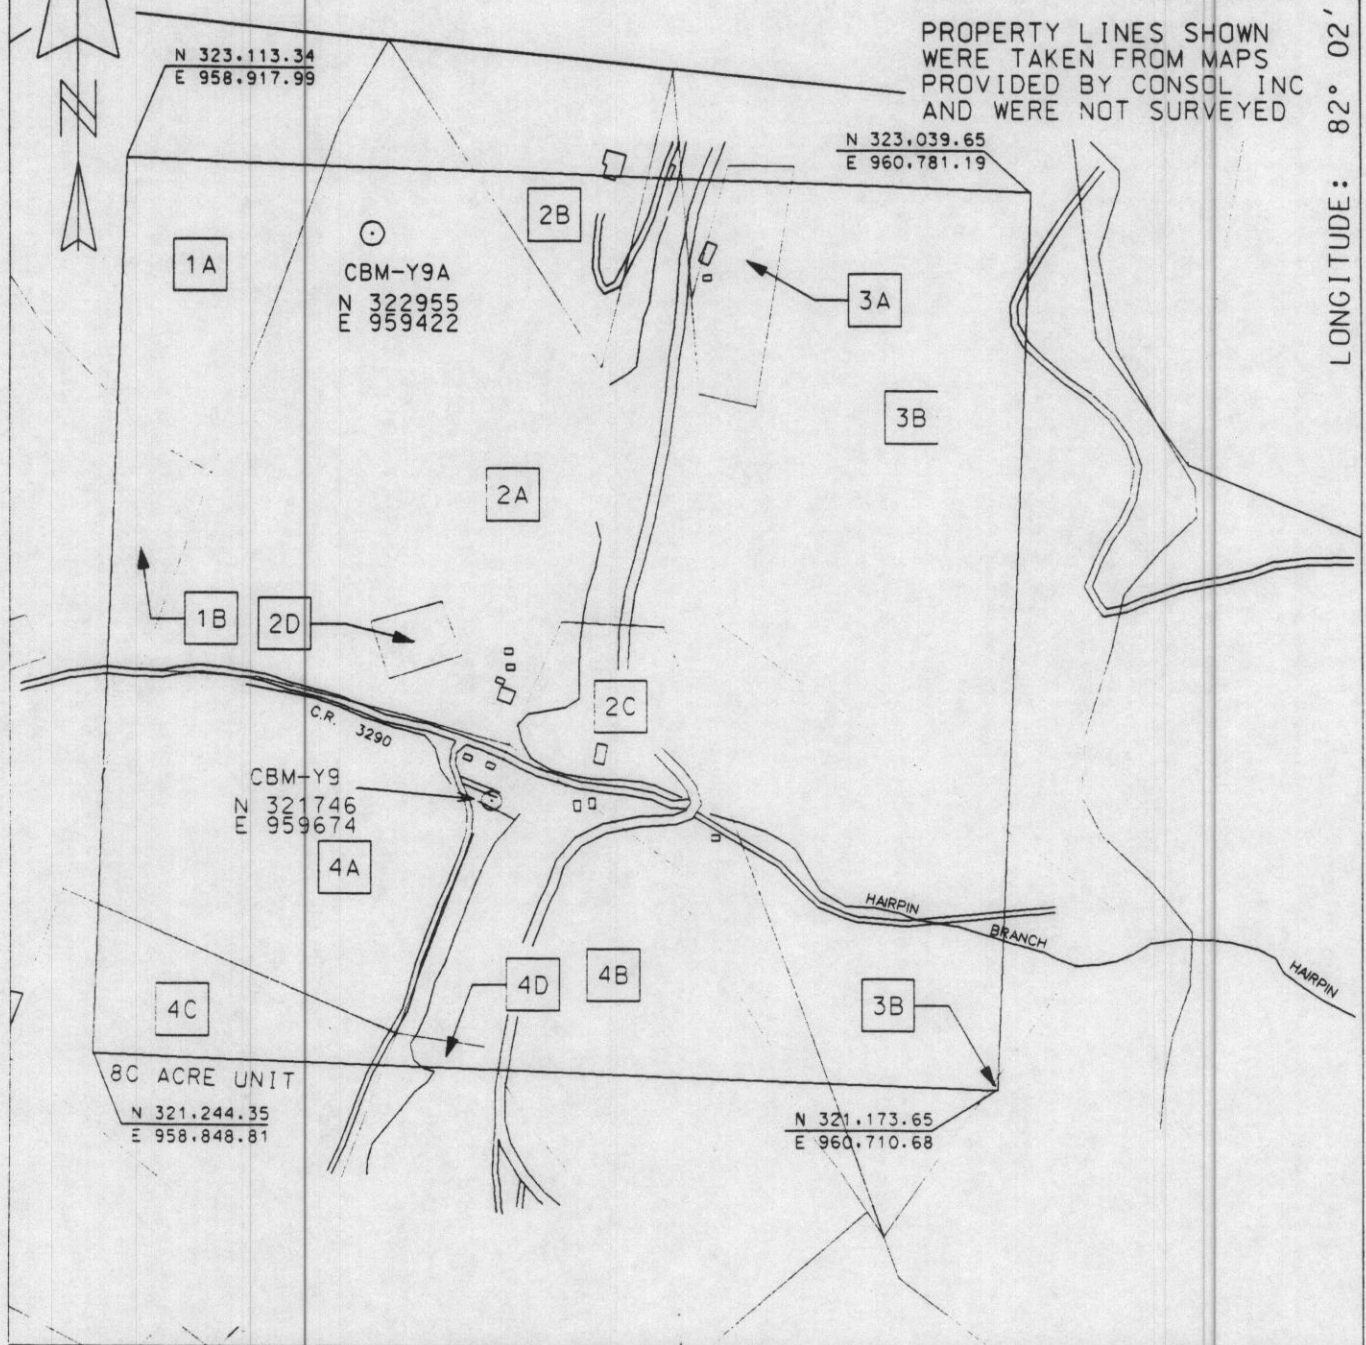 PROPERTY LINES SHOWN
WERE TAKEN FROM MAPS
PROVIDED BY CONSOL INC
AND WERE NOT SURVEYED
LONGITUDE: 82° 02'
N
N 323.113.34
E 958.917.99
N 323.039.65
E 960.781.19
2B
1A
CBM-Y9A
N 322955
E 959422
3A
3B
2A
1B
2D
2C
C.R. 3290
CBM-Y9
N 321746
E 959674
4A
HAIRPIN
BRANCH
HAIRPIN
4D
4B
4C
3B
8C ACRE UNIT
N 321.244.35
E 958.848.81
N 321.173.65
E 960.710.68